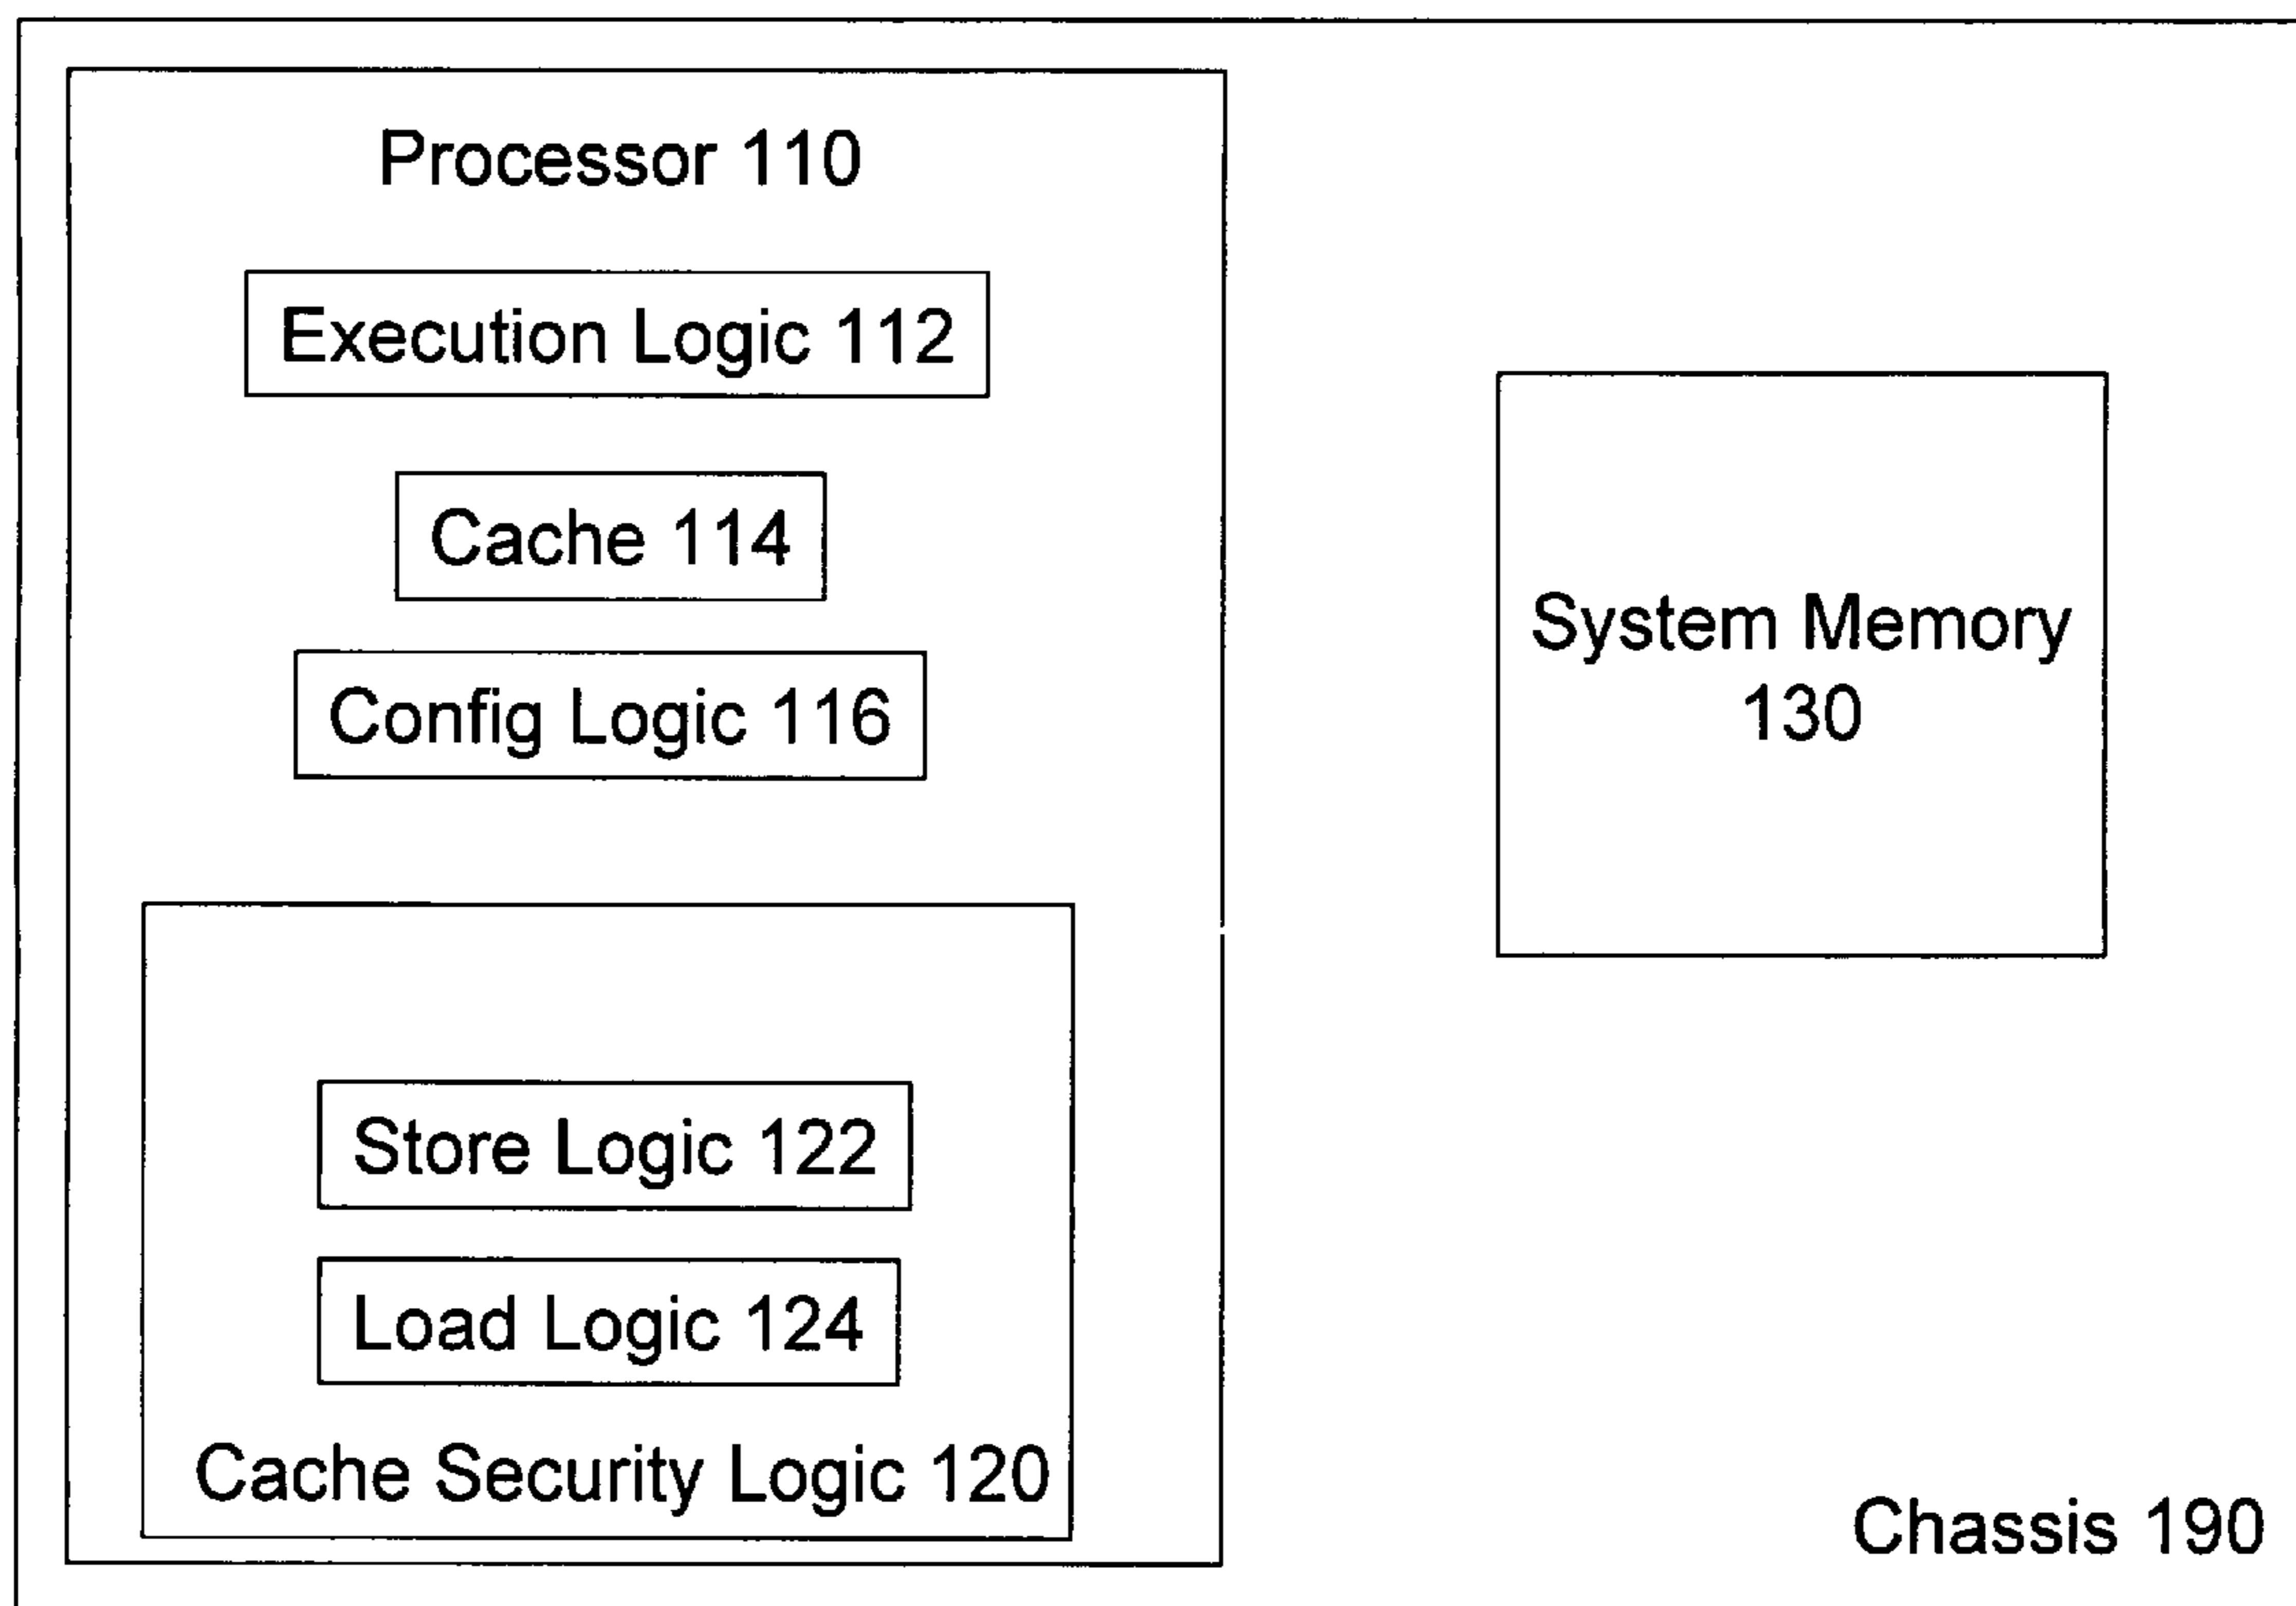 Processor 110
Execution Logic 112
Cache 114
Config Logic 116
System Memory
130
Store Logic 122
Load Logic 124
Cache Security Logic 120
Chassis 190